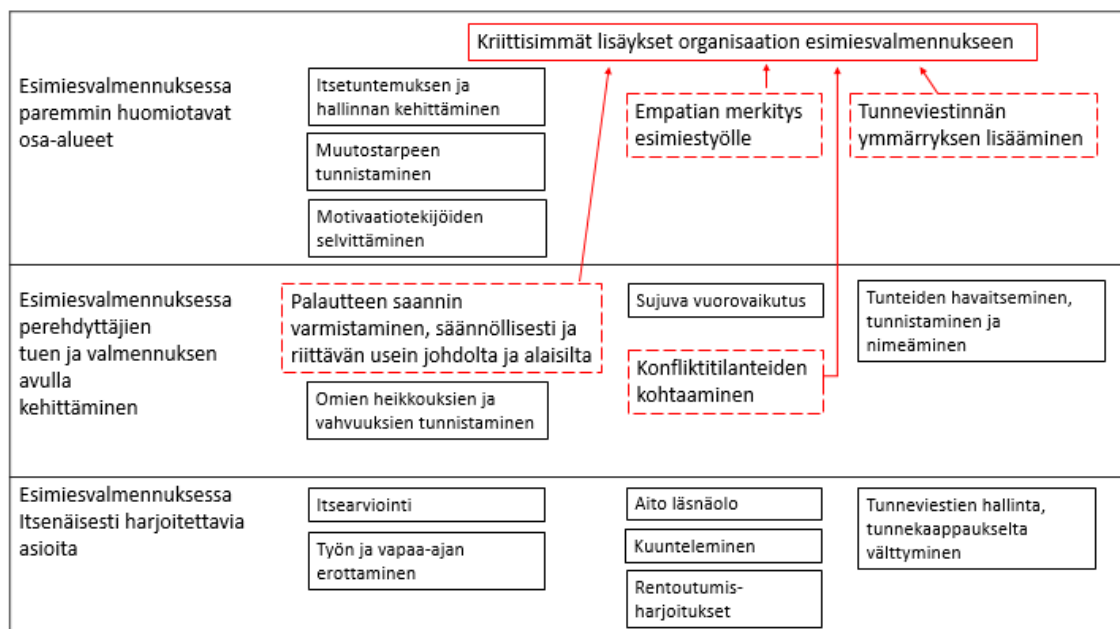 Kriittisimmät lisäykset organisaation esimiesvalmennukseen
Esimiesvalmennuksessa
paremmin huomiotavat
osa-alueet
Itsetuntemuksen ja
hallinnan kehittäminen
Muutostarpeen
tunnistaminen
Motivaatiotekijöiden
selvittäminen
Empatian merkitys
esimiestyölle
Tunneviestinnän
ymmärryksen lisääminen
Esimiesvalmennuksessa
perehdyttäjien
tuen ja valmennuksen
avulla
kehittäminen
Palautteen saannin
varmistaminen, säännöllisesti ja
riittävän usein johdolta ja alaisilta
Omien heikkouksien ja
vahvuuksien tunnistaminen
Sujuva vuorovaikutus
Konfliktitilanteiden
kohtaaminen
Tunteiden havaitseminen,
tunnistaminen ja
nimeäminen
Esimiesvalmennuksessa
Itsenäisesti harjoitettavia
asioita
Itsearviointi
Työn ja vapaa-ajan
erottaminen
Aito läsnäolo
Kuunteleminen
Rentoutumis-
harjoitukset
Tunneviestien hallinta,
tunnekaappaukselta
välttyminen